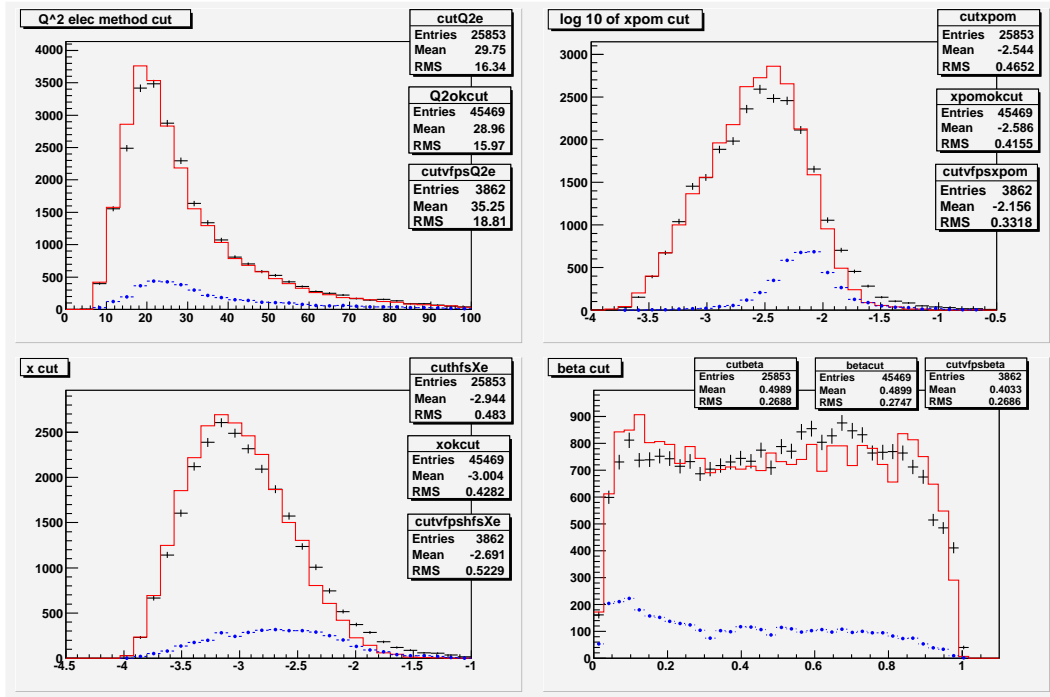 Q^2 elec method cut
cutQ2e
Entries 25853
Mean 29.75
RMS 16.34
Q2okcut
Entries 45469
Mean 28.96
RMS 15.97
cutvfpsQ2e
Entries 3862
Mean 35.25
RMS 18.81
4000
3500
3000
2500
2000
1500
1000
500
0
0 10 20 30 40 50 60 70 80 90 100
log 10 of xpom cut
cutxpom
Entries 25853
Mean -2.544
RMS 0.4652
xpomokcut
Entries 45469
Mean -2.586
RMS 0.4155
cutvfpsxpom
Entries 3862
Mean -2.156
RMS 0.3318
3000
2500
2000
1500
1000
500
0
-4 -3.5 -3 -2.5 -2 -1.5 -1 -0.5
x cut
cuthfsXe
Entries 25853
Mean -2.944
RMS 0.483
xokcut
Entries 45469
Mean -3.004
RMS 0.4282
cutvfpshfsXe
Entries 3862
Mean -2.691
RMS 0.5229
2500
2000
1500
1000
500
0
-4.5 -4 -3.5 -3 -2.5 -2 -1.5 -1
beta cut
cutbeta
Entries 25853
Mean 0.4989
RMS 0.2688
betacut
Entries 45469
Mean 0.4899
RMS 0.2747
cutvfpsbeta
Entries 3862
Mean 0.4033
RMS 0.2686
900
800
700
600
500
400
300
200
100
0
0 0.2 0.4 0.6 0.8 1